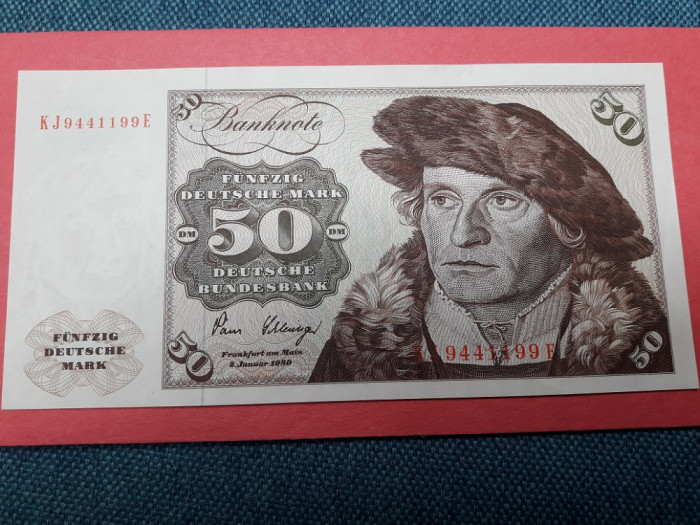 50
50
KJ9441199E
Banknote
FÜNFZIG
DEUTSCHE MARK
DM 50 DM
DEUTSCHE
BUNDESBANK
FÜNFZIG
DEUTSCHE
MARK
50
Frankfurt am Main
2. Januar 1980
KJ9441199E
50